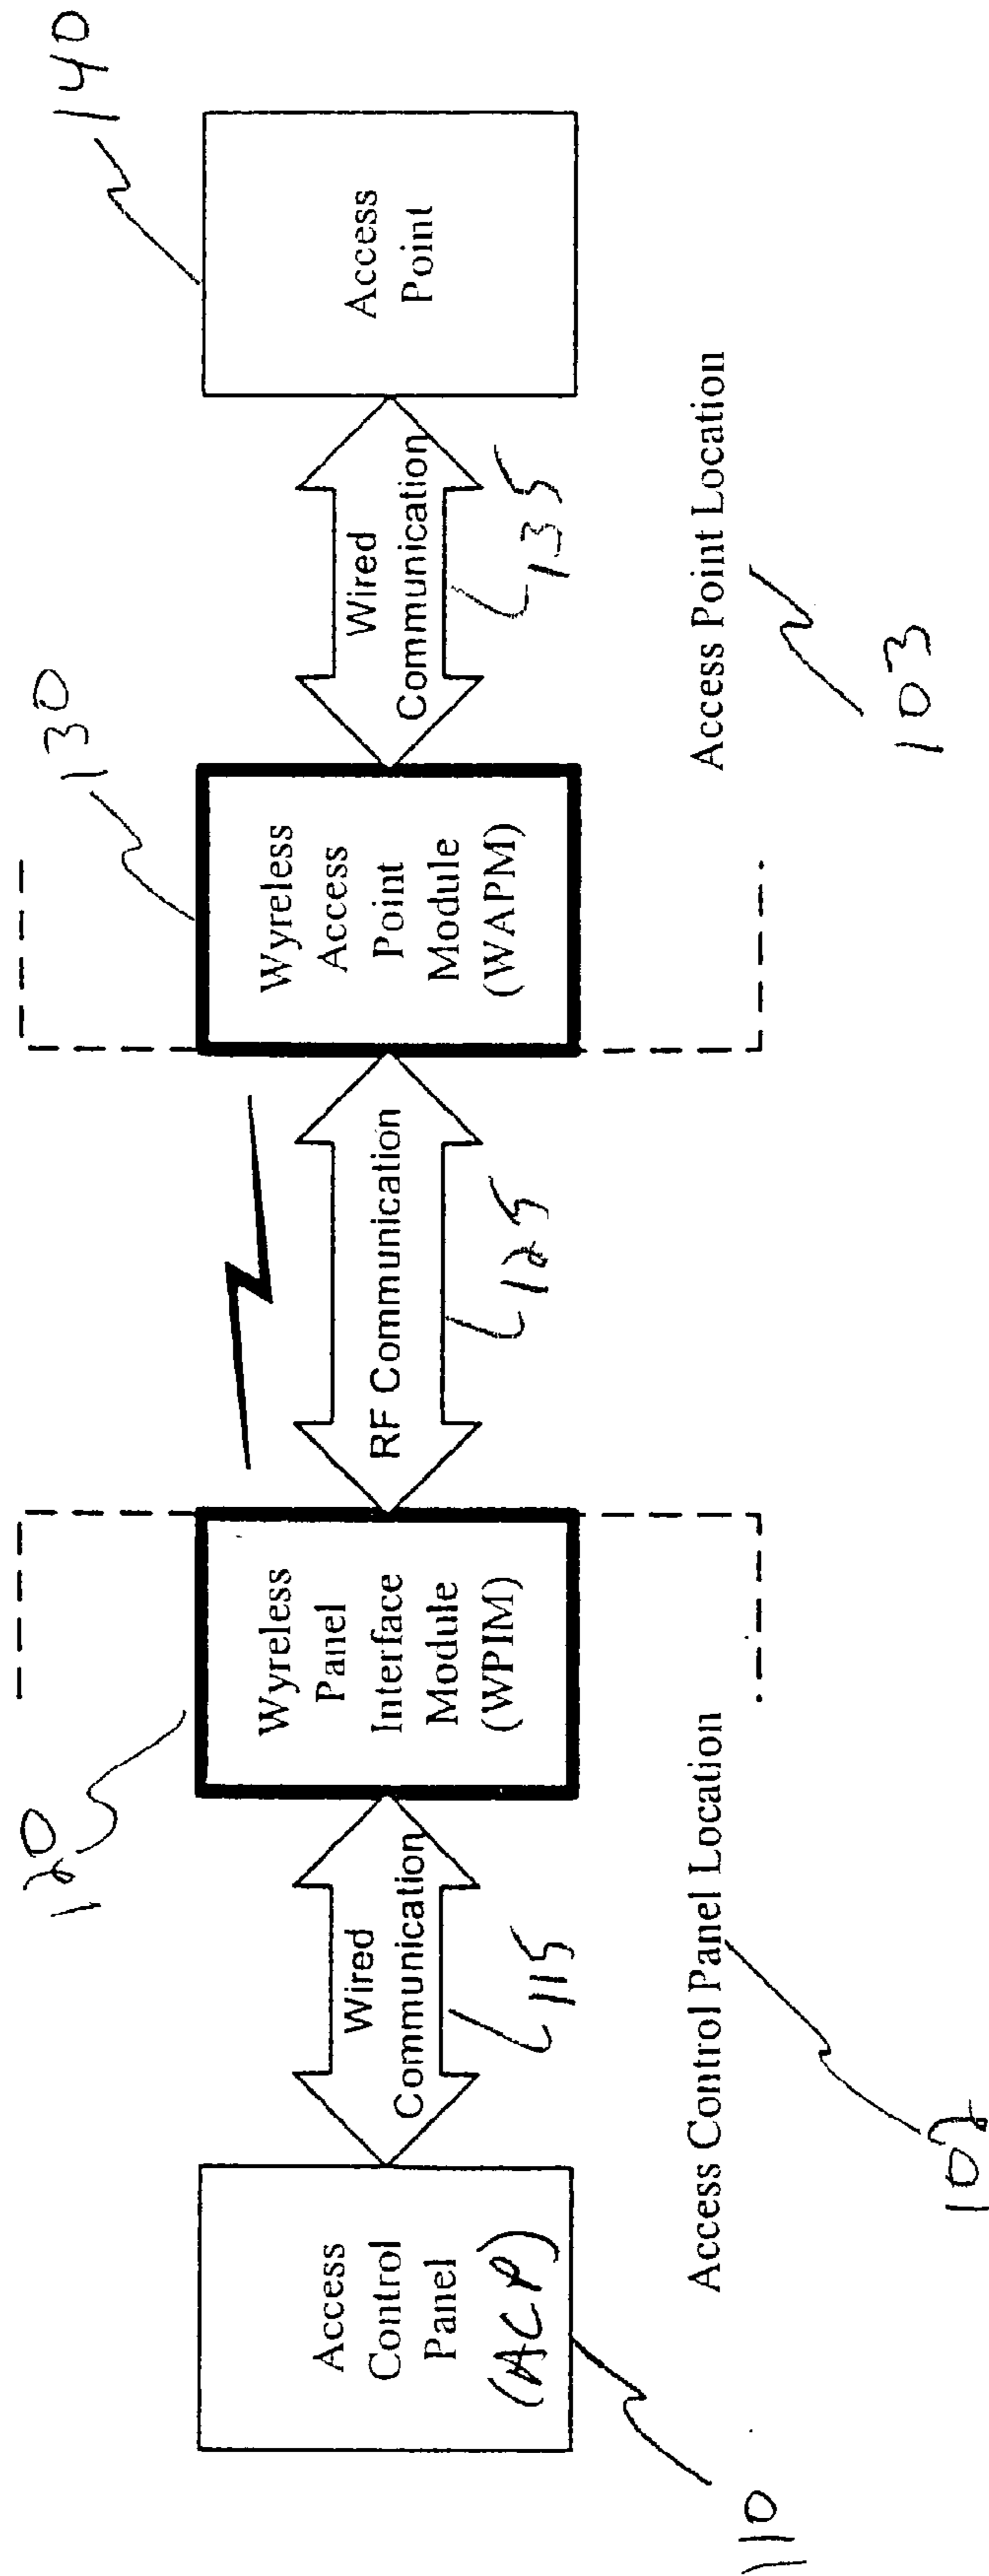 120
130
140
Access
Control
Panel
(ACP)
Wired
Communication
115
Wyreless
Panel
Interface
Module
(WPIM)
RF Communication
125
Wyreless
Access
Point
Module
(WAPM)
Wired
Communication
135
Access
Point
110
Access Control Panel Location
102
Access Point Location
103